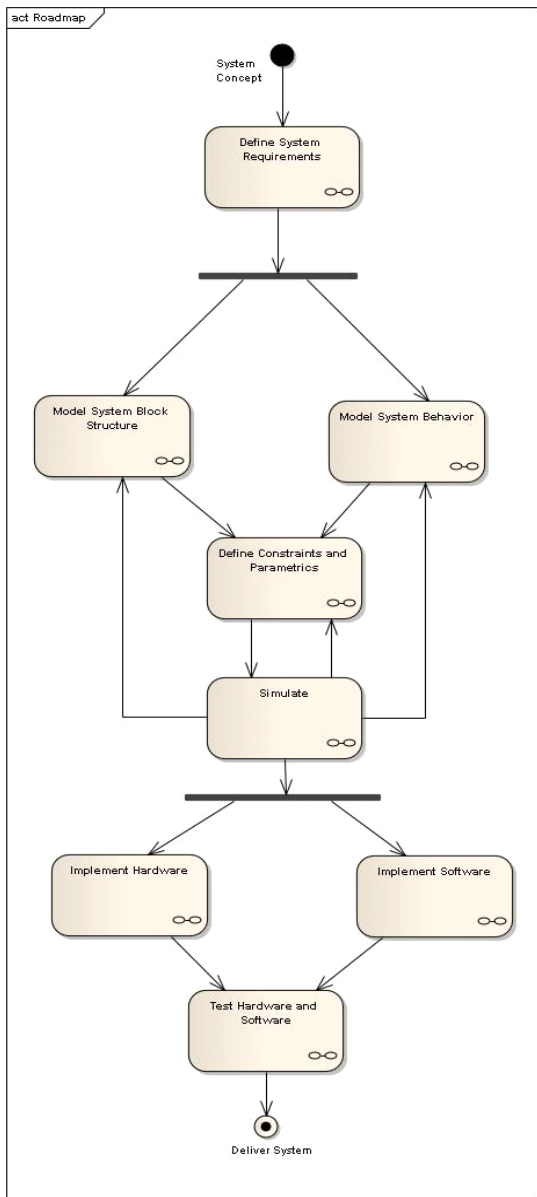 act Roadmap
System
Concept
Define System
Requirements
Model System Block
Structure
Model System Behavior
Define Constraints and
Parametrics
Simulate
Implement Hardware
Implement Software
Test Hardware and
Software
Deliver System